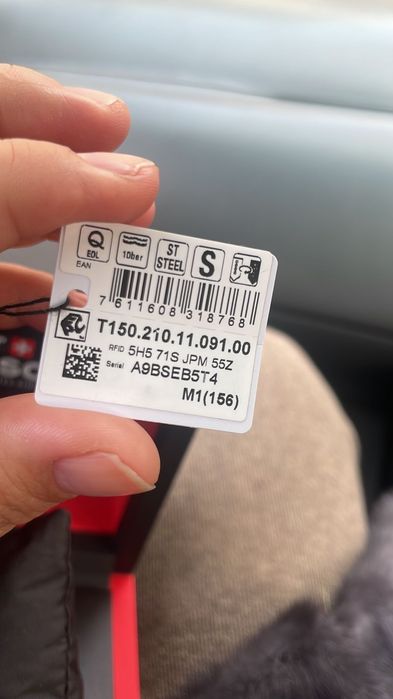 Q
EOL
10bar
ST
STEEL
S
EAN
7 611608 318768
T150.210.11.091.00
RFID 5H5 71S JPM 55Z
Serial A9BSEB5T4
M1(156)